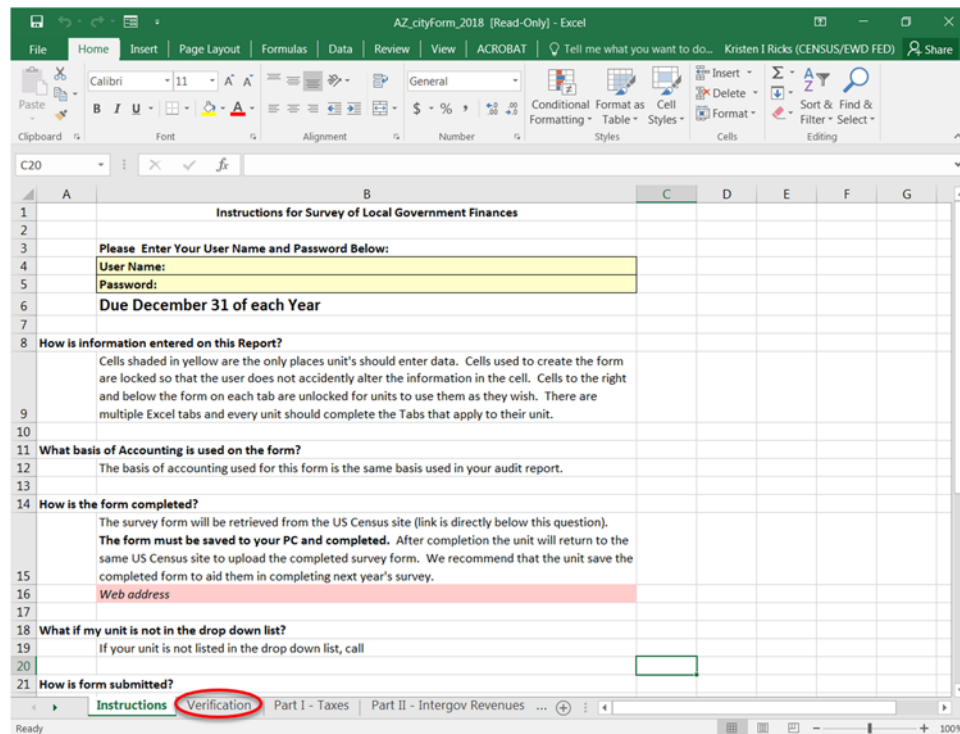 AZ_cityForm_2018 [Read-Only] - Excel
File Home Insert Page Layout Formulas Data Review View ACROBAT Tell me what you want to do... Kristen I Ricks (CENSUS/EWD FED) Share
Paste
Clipboard
Calibri 11 A A
B I U A
Font
Alignment
General
$ % , .00 .0
Number
Conditional Formatting
Format as Table
Cell Styles
Styles
Insert
Delete
Format
Cells
Sort & Filter
Find & Select
Editing
C20 fx
A B C D E F G
1 Instructions for Survey of Local Government Finances
2
3 Please Enter Your User Name and Password Below:
4 User Name:
5 Password:
6 Due December 31 of each Year
7
8 How is information entered on this Report?
Cells shaded in yellow are the only places unit's should enter data. Cells used to create the form
are locked so that the user does not accidently alter the information in the cell. Cells to the right
and below the form on each tab are unlocked for units to use them as they wish. There are
9 multiple Excel tabs and every unit should complete the Tabs that apply to their unit.
10
11 What basis of Accounting is used on the form?
12 The basis of accounting used for this form is the same basis used in your audit report.
13
14 How is the form completed?
The survey form will be retrieved from the US Census site (link is directly below this question).
The form must be saved to your PC and completed. After completion the unit will return to the
same US Census site to upload the completed survey form. We recommend that the unit save the
15 completed form to aid them in completing next year's survey.
16 Web address
17
18 What if my unit is not in the drop down list?
19 If your unit is not listed in the drop down list, call
20
21 How is form submitted?
Instructions Verification Part I - Taxes Part II - Intergov Revenues ...
Ready 100%